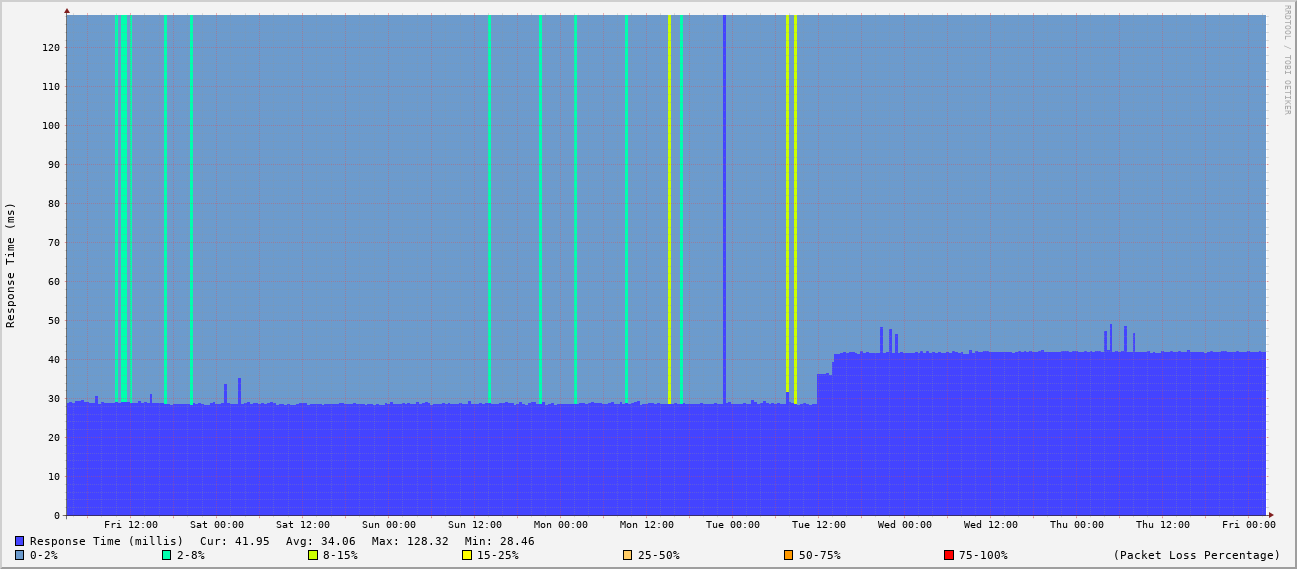 RRDTOOL / TOBI OETIKER
Response Time (ms)
120
110
100
90
80
70
60
50
40
30
20
10
0
Fri 12:00 Sat 00:00 Sat 12:00 Sun 00:00 Sun 12:00 Mon 00:00 Mon 12:00 Tue 00:00 Tue 12:00 Wed 00:00 Wed 12:00 Thu 00:00 Thu 12:00 Fri 00:00
Response Time (millis) Cur: 41.95 Avg: 34.06 Max: 128.32 Min: 28.46
0-2% 2-8% 8-15% 15-25% 25-50% 50-75% 75-100% (Packet Loss Percentage)